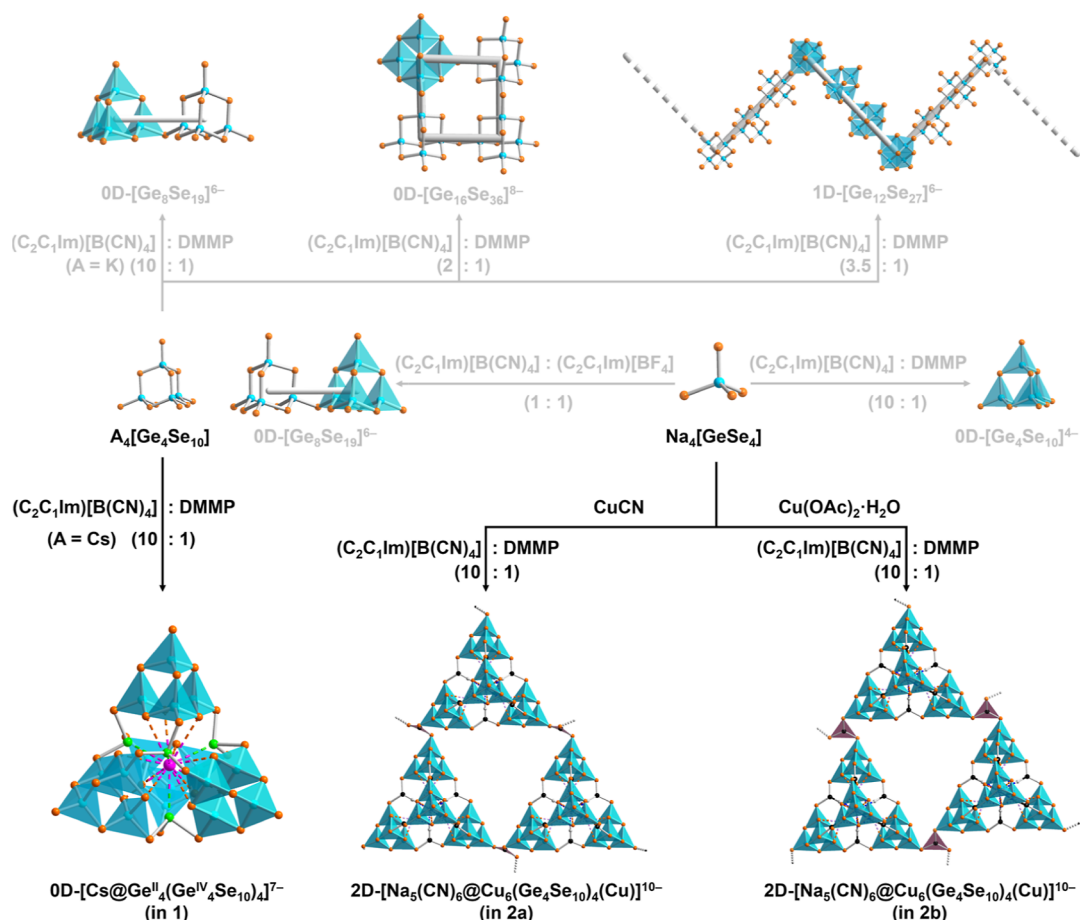 0D-[Ge₈Se₁₉]⁶⁻
0D-[Ge₁₆Se₃₆]⁸⁻
1D-[Ge₁₂Se₂₇]⁶⁻
(C₂C₁Im)[B(CN)₄] : DMMP
(A = K) (10 : 1)
(C₂C₁Im)[B(CN)₄] : DMMP
(2 : 1)
(C₂C₁Im)[B(CN)₄] : DMMP
(3.5 : 1)
A₄[Ge₄Se₁₀]
0D-[Ge₈Se₁₉]⁶⁻
(C₂C₁Im)[B(CN)₄] : (C₂C₁Im)[BF₄]
(1 : 1)
Na₄[GeSe₄]
(C₂C₁Im)[B(CN)₄] : DMMP
(10 : 1)
0D-[Ge₄Se₁₀]⁴⁻
(C₂C₁Im)[B(CN)₄] : DMMP
(A = Cs) (10 : 1)
CuCN
Cu(OAc)₂·H₂O
(C₂C₁Im)[B(CN)₄] : DMMP
(10 : 1)
(C₂C₁Im)[B(CN)₄] : DMMP
(10 : 1)
0D-[Cs@Geᴵᴵ₄(Geᴵⱽ₄Se₁₀)₄]⁷⁻
(in 1)
2D-[Na₅(CN)₆@Cu₆(Ge₄Se₁₀)₄(Cu)]¹⁰⁻
(in 2a)
2D-[Na₅(CN)₆@Cu₆(Ge₄Se₁₀)₄(Cu)]¹⁰⁻
(in 2b)